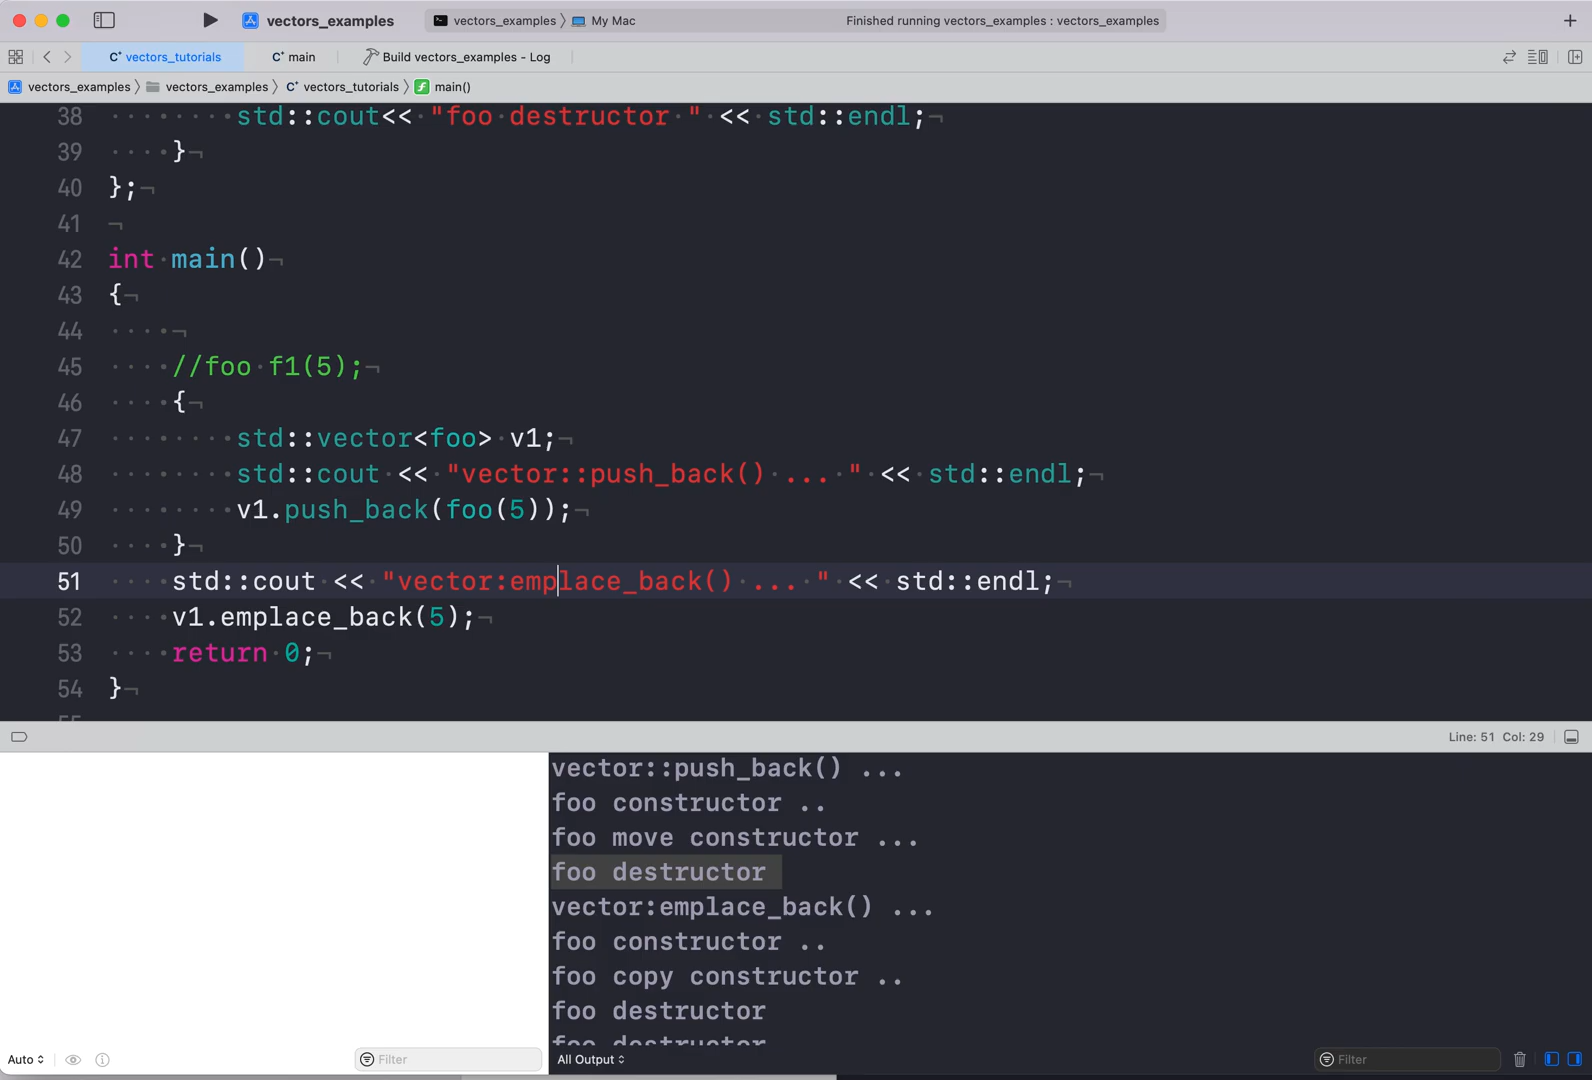 vectors_examples
vectors_examples 〉 My Mac
Finished running vectors_examples : vectors_examples
vectors_tutorials
main
Build vectors_examples - Log
vectors_examples 〉 vectors_examples 〉 vectors_tutorials 〉 main()
38 std::cout<< "foo destructor " << std::endl;
39 }
40 };
41
42 int main()
43 {
44
45 //foo f1(5);
46 {
47 std::vector<foo> v1;
48 std::cout << "vector::push_back() ... " << std::endl;
49 v1.push_back(foo(5));
50 }
51 std::cout << "vector:emplace_back() ... " << std::endl;
52 v1.emplace_back(5);
53 return 0;
54 }
Line: 51 Col: 29
vector::push_back() ...
foo constructor ..
foo move constructor ...
foo destructor
vector:emplace_back() ...
foo constructor ..
foo copy constructor ..
foo destructor
foo destructor
Auto
Filter
All Output
Filter